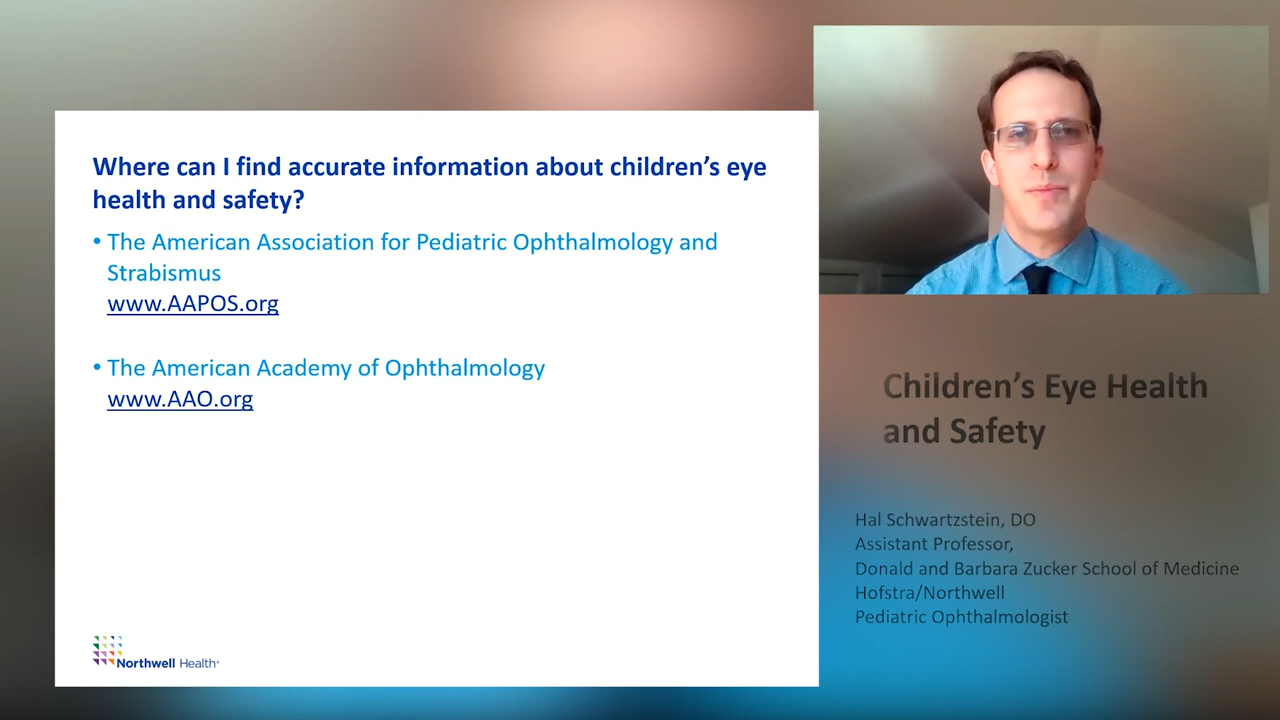 Where can I find accurate information about children’s eye
health and safety?
• The American Association for Pediatric Ophthalmology and
Strabismus
www.AAPOS.org
• The American Academy of Ophthalmology
www.AAO.org
Northwell Health
Children’s Eye Health
and Safety
Hal Schwartzstein, DO
Assistant Professor,
Donald and Barbara Zucker School of Medicine
Hofstra/Northwell
Pediatric Ophthalmologist